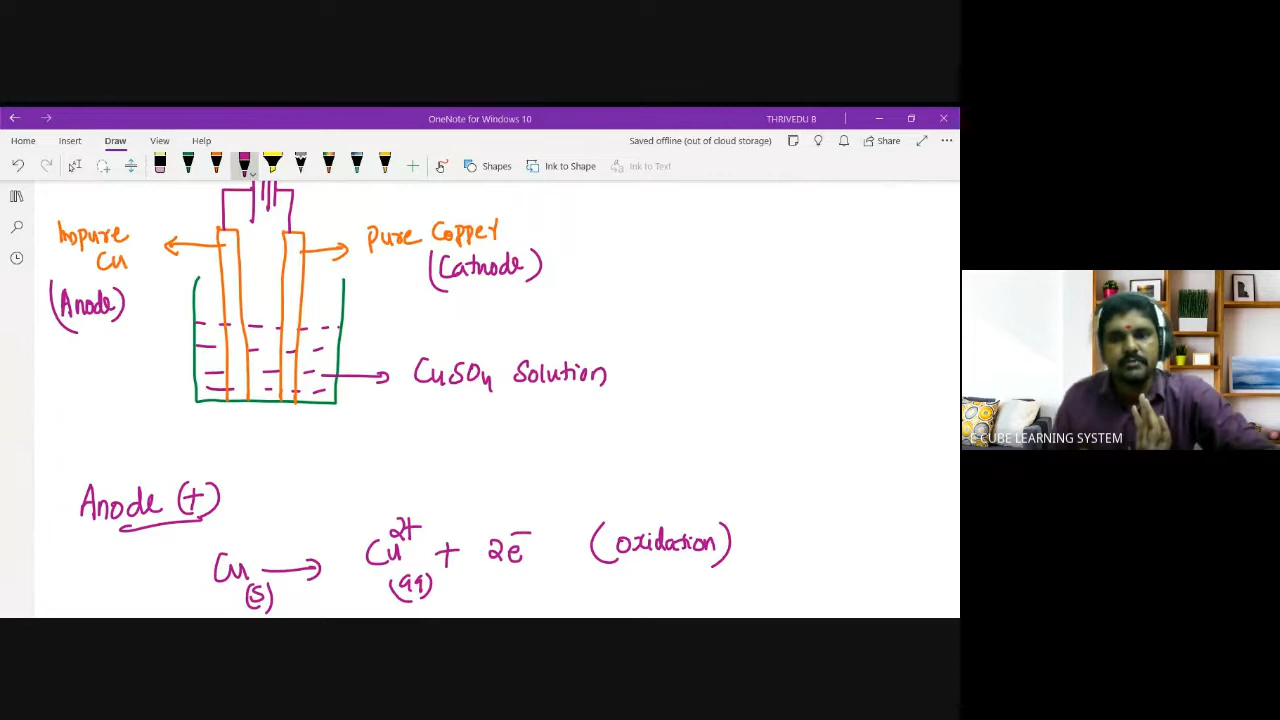 OneNote for Windows 10
THRIVEDU B
Home Insert Draw View Help
Saved offline (out of cloud storage)
Share
Shapes
Ink to Shape
Ink to Text
Impure
Cu
(Anode)
pure Copper
(Cathode)
CuSO4 Solution
Anode (+)
Cu(s) → Cu2+(aq) + 2e- (oxidation)
E CUBE LEARNING SYSTEM